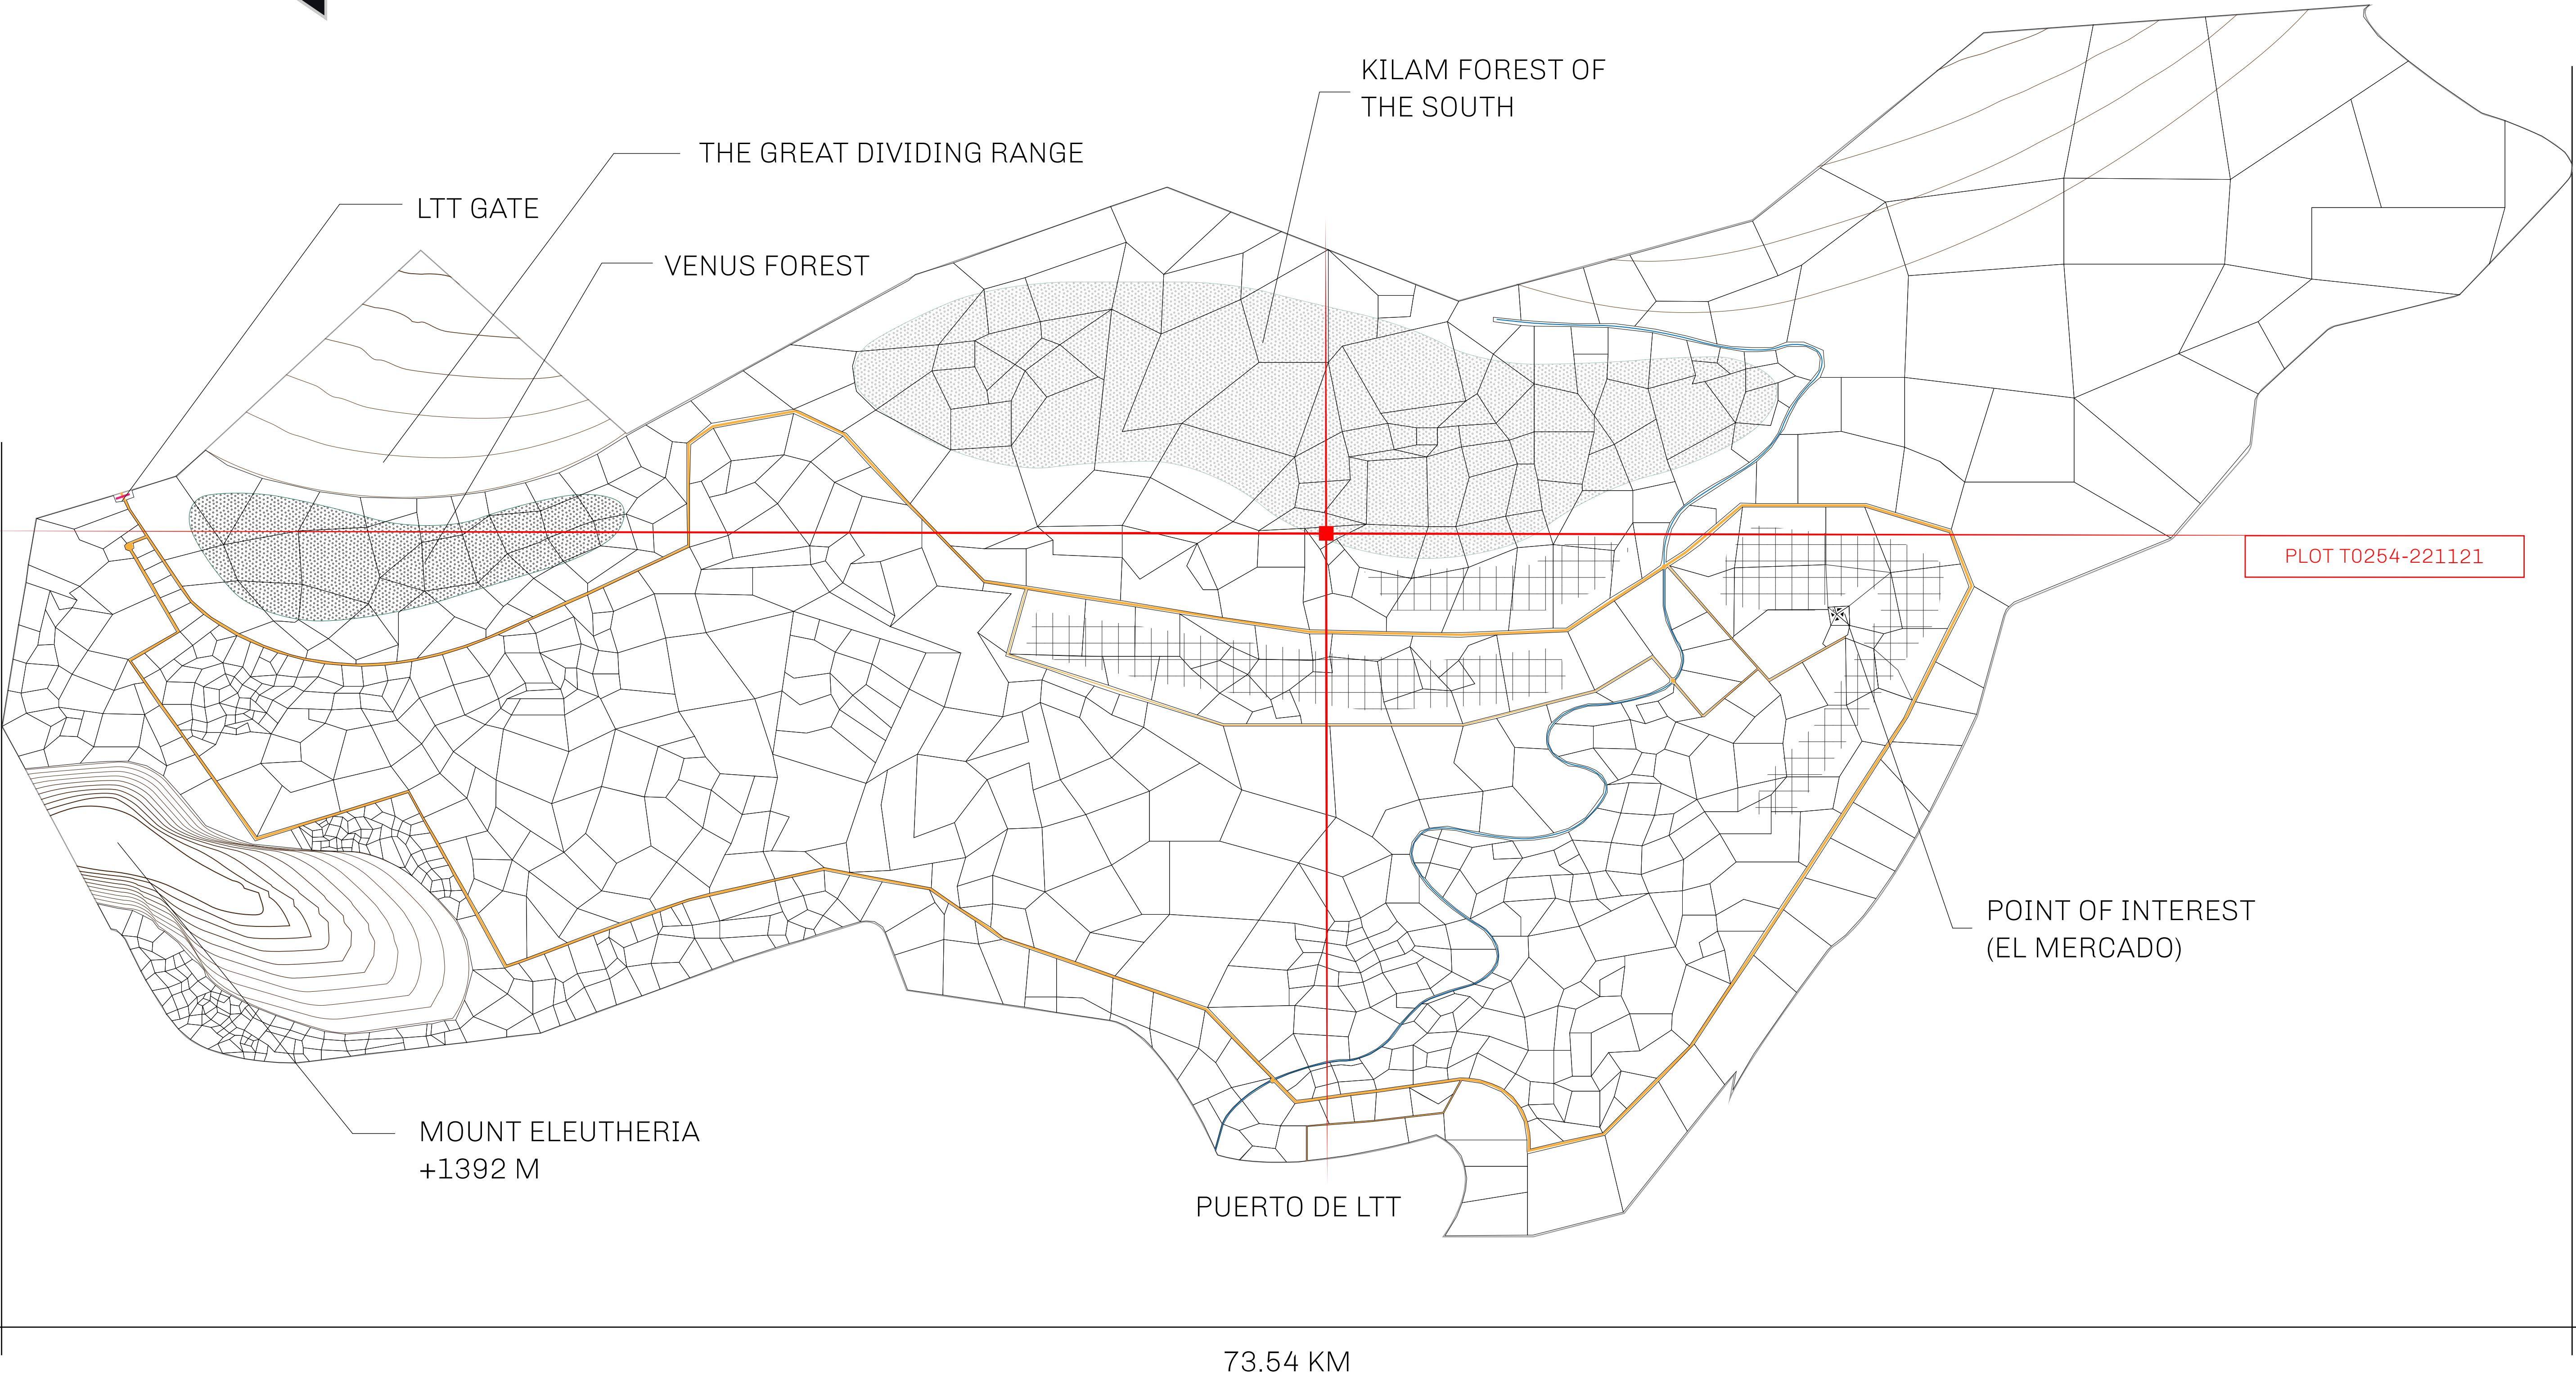 KILAM FOREST OF
THE SOUTH
THE GREAT DIVIDING RANGE
LTT GATE
VENUS FOREST
PLOT T0254-221121
POINT OF INTEREST
(EL MERCADO)
MOUNT ELEUTHERIA
+1392 M
PUERTO DE LTT
73.54 KM